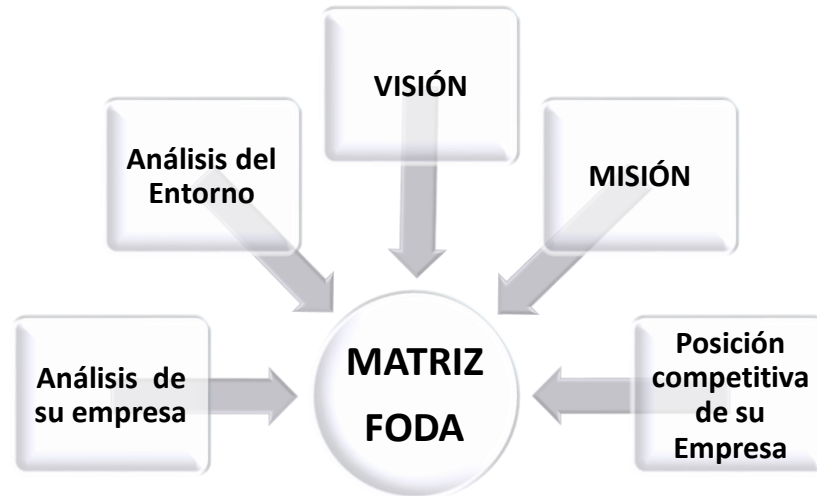 VISIÓN
Análisis del
Entorno
MISIÓN
Análisis de
su empresa
MATRIZ
FODA
Posición
competitiva
de su
Empresa